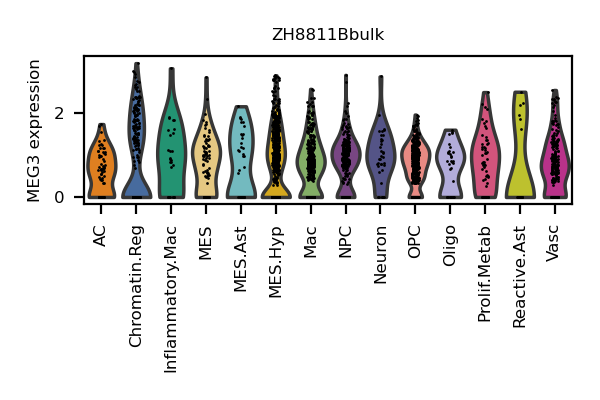 ZH8811Bbulk
MEG3 expression
2
0
AC
Chromatin.Reg
Inflammatory.Mac
MES
MES.Ast
MES.Hyp
Mac
NPC
Neuron
OPC
Oligo
Prolif.Metab
Reactive.Ast
Vasc